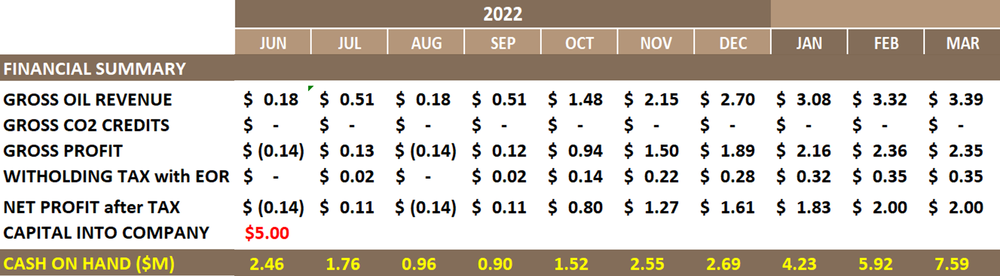 2022
JUN JUL AUG SEP OCT NOV DEC JAN FEB MAR
FINANCIAL SUMMARY
GROSS OIL REVENUE $ 0.18 $ 0.51 $ 0.18 $ 0.51 $ 1.48 $ 2.15 $ 2.70 $ 3.08 $ 3.32 $ 3.39
GROSS CO2 CREDITS $ - $ - $ - $ - $ - $ - $ - $ - $ - $ -
GROSS PROFIT $ (0.14) $ 0.13 $ (0.14) $ 0.12 $ 0.94 $ 1.50 $ 1.89 $ 2.16 $ 2.36 $ 2.35
WITHOLDING TAX with EOR $ - $ 0.02 $ - $ 0.02 $ 0.14 $ 0.22 $ 0.28 $ 0.32 $ 0.35 $ 0.35
NET PROFIT after TAX $ (0.14) $ 0.11 $ (0.14) $ 0.11 $ 0.80 $ 1.27 $ 1.61 $ 1.83 $ 2.00 $ 2.00
CAPITAL INTO COMPANY $5.00
CASH ON HAND ($M) 2.46 1.76 0.96 0.90 1.52 2.55 2.69 4.23 5.92 7.59